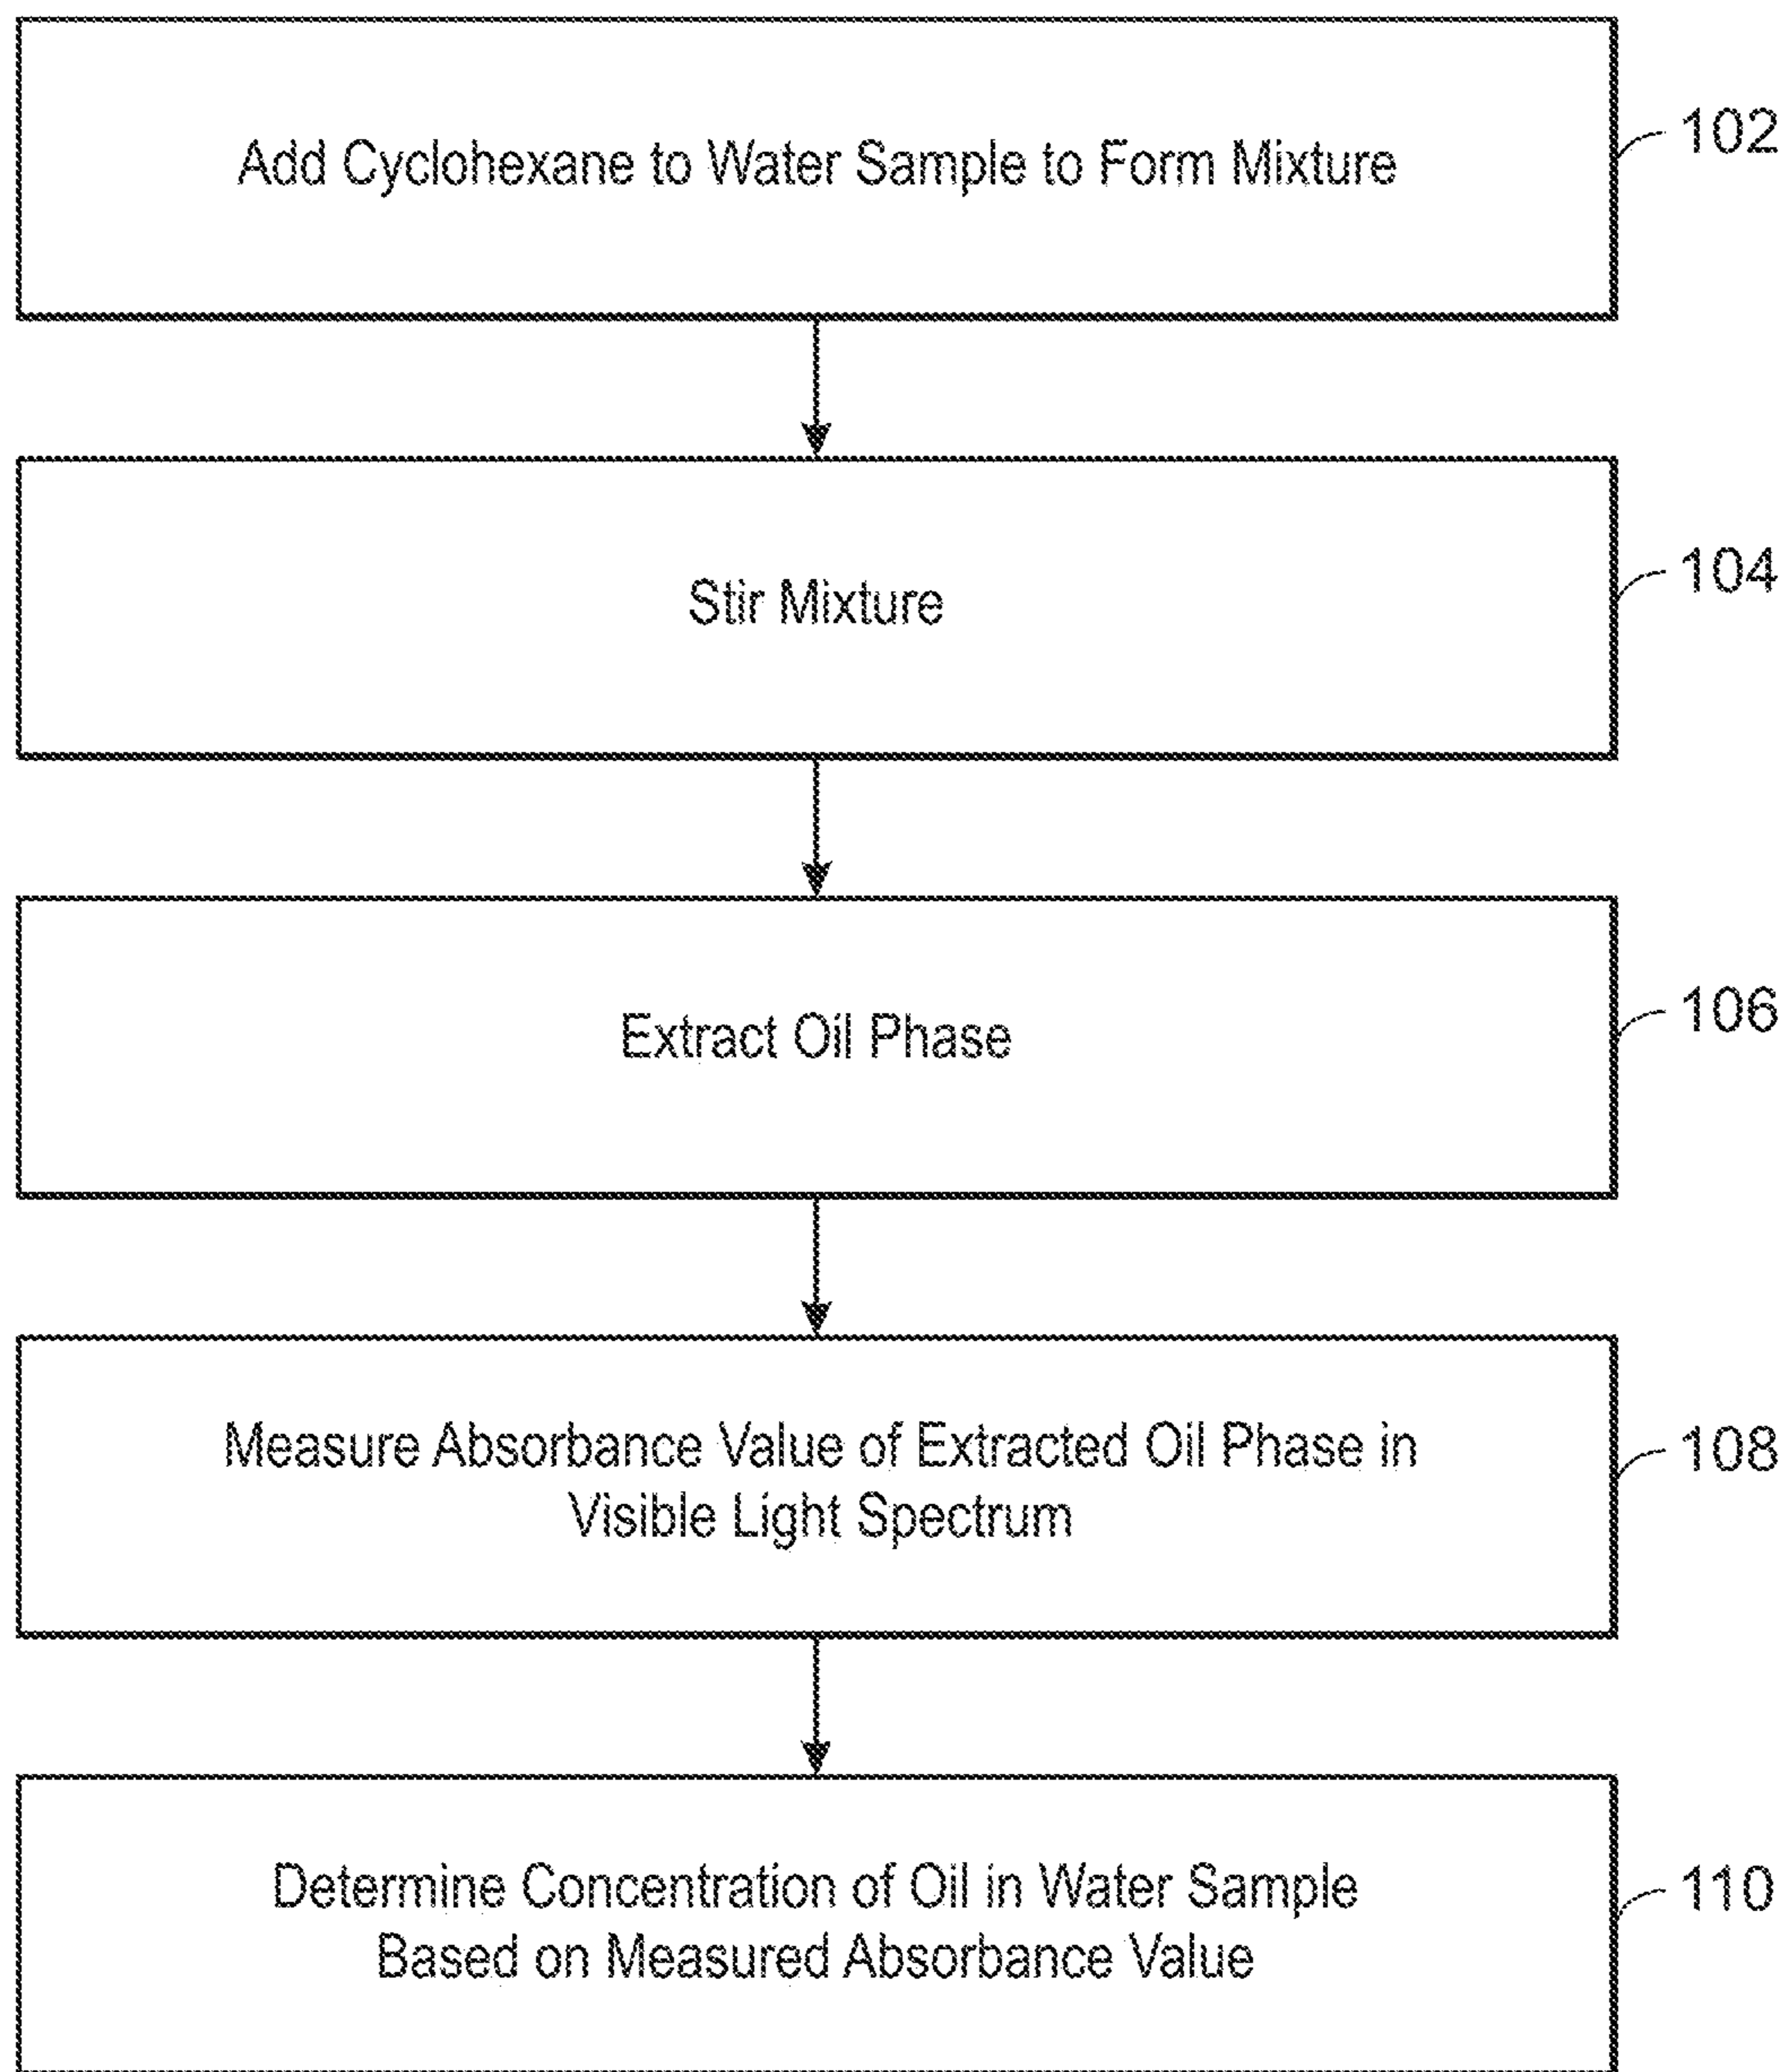 Add Cyclohexane to Water Sample to Form Mixture
102
Stir Mixture
104
Extract Oil Phase
106
Measure Absorbance Value of Extracted Oil Phase in
Visible Light Spectrum
108
Determine Concentration of Oil in Water Sample
Based on Measured Absorbance Value
110